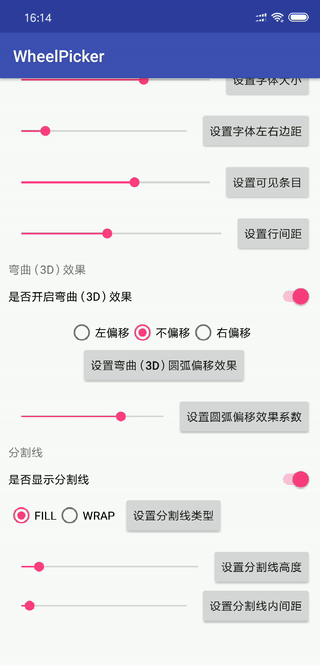 16:14
WheelPicker
设置字体大小
设置字体左右边距
设置可见条目
设置行间距
弯曲(3D)效果
是否开启弯曲(3D)效果
左偏移 不偏移 右偏移
设置弯曲(3D)圆弧偏移效果
设置圆弧偏移效果系数
分割线
是否显示分割线
FILL WRAP 设置分割线类型
设置分割线高度
设置分割线内间距